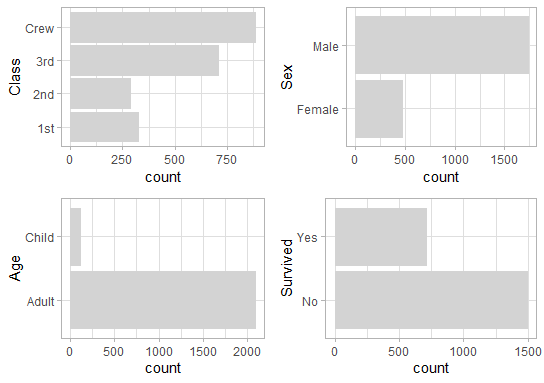 Class
Crew
3rd
2nd
1st
0 250 500 750
count
Sex
Male
Female
0 500 1000 1500
count
Age
Child
Adult
0 500 1000 1500 2000
count
Survived
Yes
No
0 500 1000 1500
count